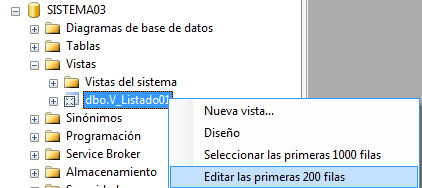 SISTEMA03
Diagramas de base de datos
Tablas
Vistas
Vistas del sistema
dbo.V_Listado01
Nueva vista...
Sinónimos
Diseño
Programación
Seleccionar las primeras 1000 filas
Service Broker
Editar las primeras 200 filas
Almacenamiento